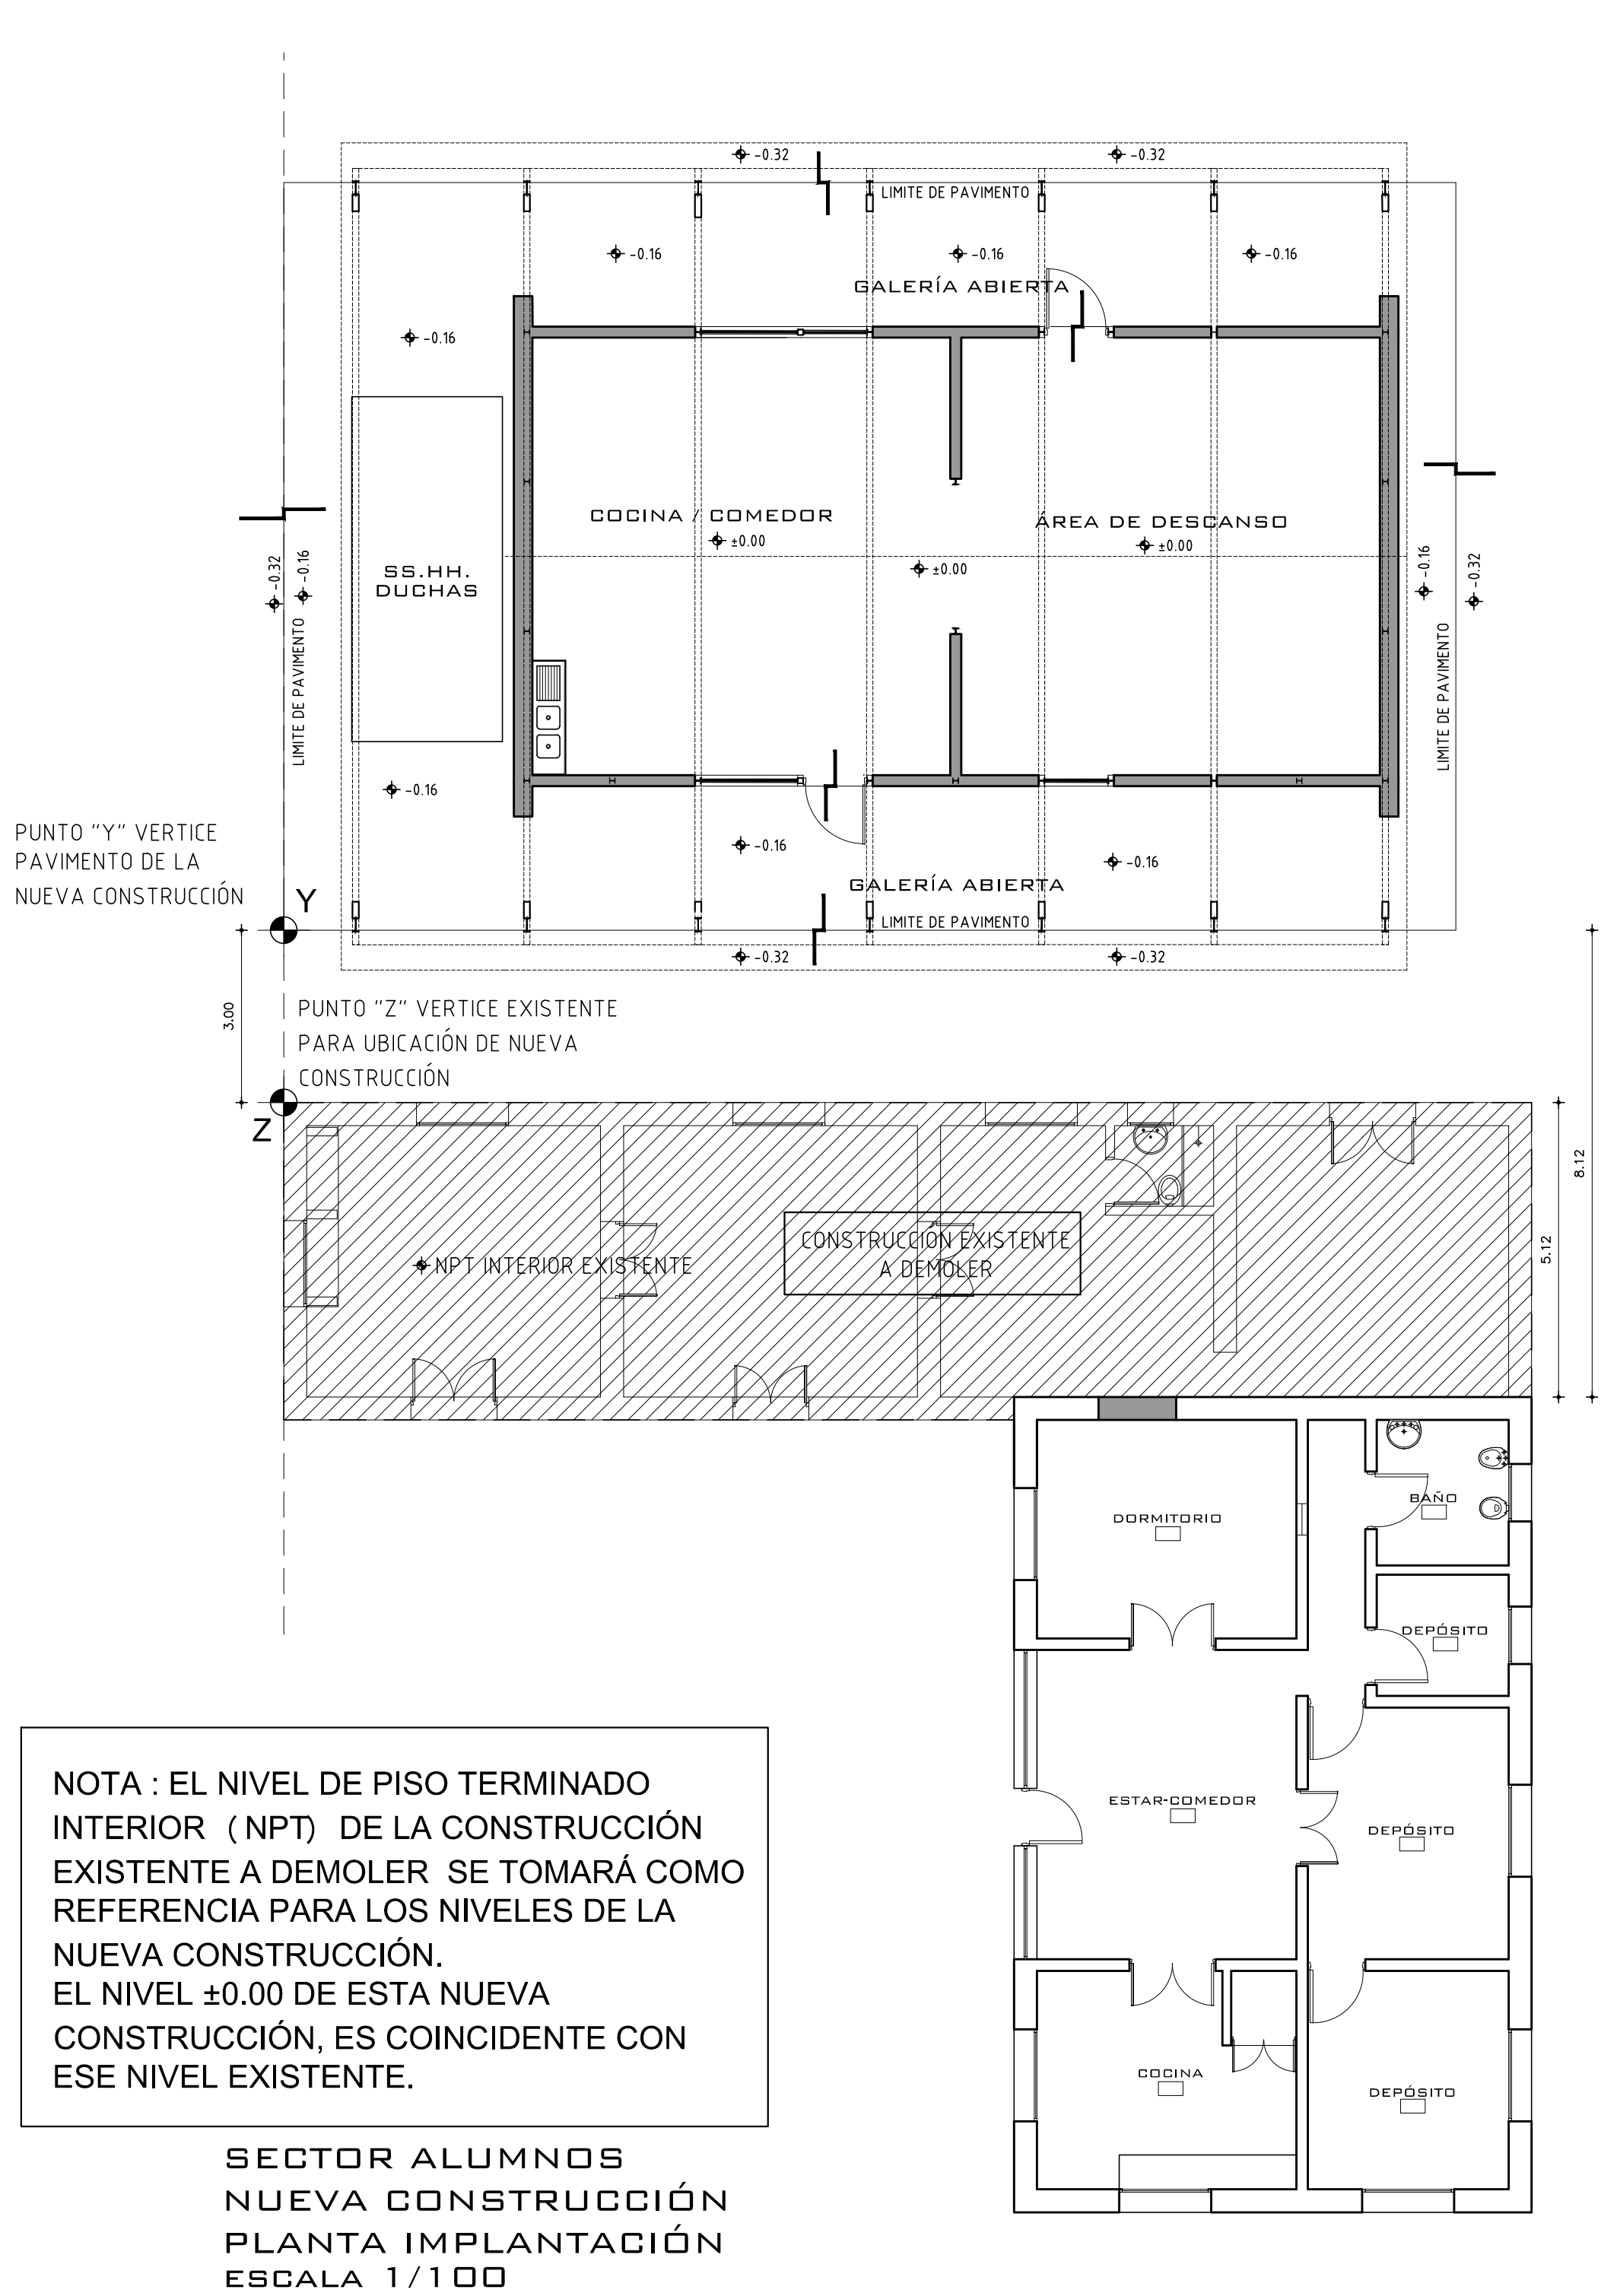 -0.32
-0.32
LIMITE DE PAVIMENTO
-0.16
-0.16
-0.16
GALERÍA ABIERTA
-0.16
COCINA / COMEDOR
±0.00
ÁREA DE DESCANSO
±0.00
±0.00
SS.HH.
DUCHAS
-0.32
-0.16
LIMITE DE PAVIMENTO
-0.16
-0.32
LIMITE DE PAVIMENTO
-0.16
-0.16
-0.16
GALERÍA ABIERTA
LIMITE DE PAVIMENTO
-0.32
-0.32
PUNTO "Y" VERTICE
PAVIMENTO DE LA
NUEVA CONSTRUCCIÓN
Y
3.00
PUNTO "Z" VERTICE EXISTENTE
PARA UBICACIÓN DE NUEVA
CONSTRUCCIÓN
Z
8.12
5.12
NPT INTERIOR EXISTENTE
CONSTRUCCION EXISTENTE
A DEMOLER
DORMITORIO
BAÑO
DEPÓSITO
ESTAR-COMEDOR
DEPÓSITO
COCINA
DEPÓSITO
NOTA : EL NIVEL DE PISO TERMINADO
INTERIOR ( NPT) DE LA CONSTRUCCIÓN
EXISTENTE A DEMOLER SE TOMARÁ COMO
REFERENCIA PARA LOS NIVELES DE LA
NUEVA CONSTRUCCIÓN.
EL NIVEL ±0.00 DE ESTA NUEVA
CONSTRUCCIÓN, ES COINCIDENTE CON
ESE NIVEL EXISTENTE.
SECTOR ALUMNOS
NUEVA CONSTRUCCIÓN
PLANTA IMPLANTACIÓN
ESCALA 1/100